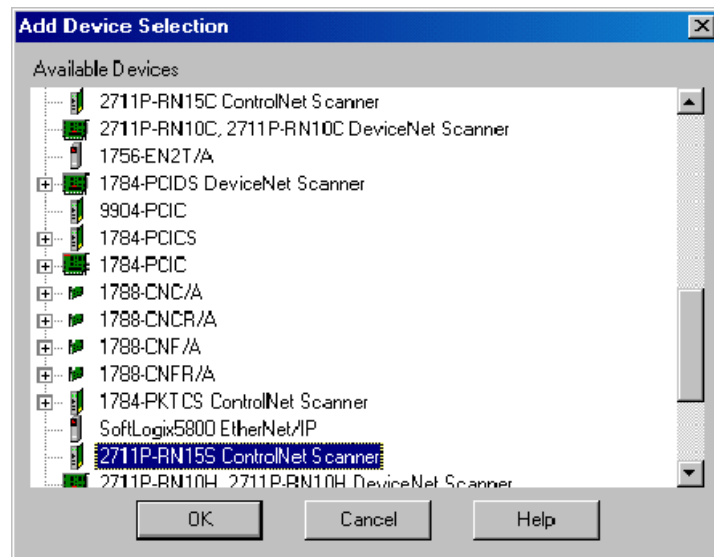 Add Device Selection
Available Devices
2711P-RN15C ControlNet Scanner
2711P-RN10C, 2711P-RN10C DeviceNet Scanner
1756-EN2T/A
1784-PCIDS DeviceNet Scanner
9904-PCIC
1784-PCICS
1784-PCIC
1788-CNC/A
1788-CNCR/A
1788-CNF/A
1788-CNFR/A
1784-PKTCS ControlNet Scanner
SoftLogix5800 EtherNet/IP
2711P-RN15S ControlNet Scanner
2711P-RN10H, 2711P-RN10H DeviceNet Scanner
OK
Cancel
Help